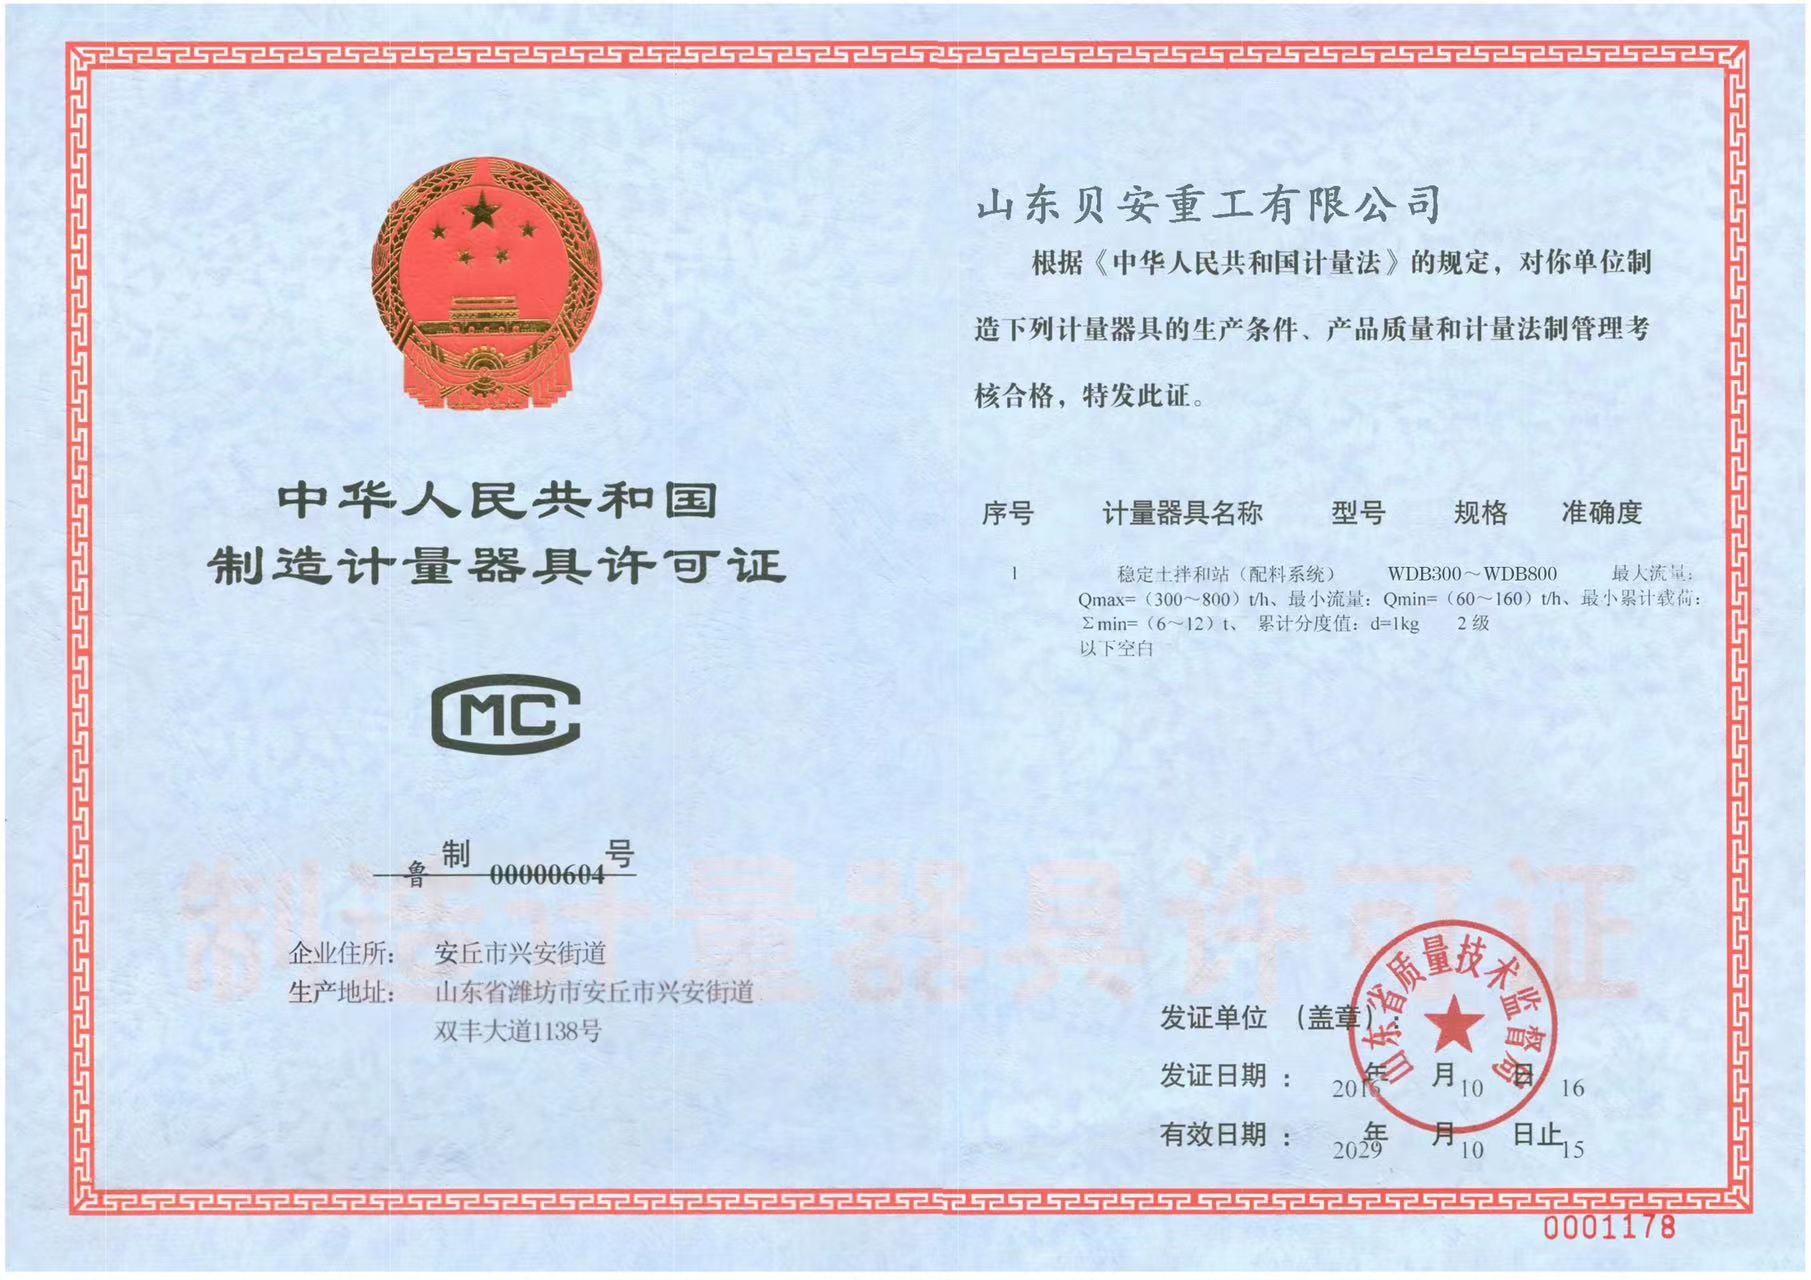 中华人民共和国
制造计量器具许可证
CMC
鲁 制 00000604 号
企业住所： 安丘市兴安街道
生产地址： 山东省潍坊市安丘市兴安街道
双丰大道1138号
山东贝安重工有限公司
根据《中华人民共和国计量法》的规定，对你单位制
造下列计量器具的生产条件、产品质量和计量法制管理考
核合格，特发此证。
序号 计量器具名称 型号 规格 准确度
1 稳定土拌和站（配料系统） WDB300～WDB800 最大流量：
Qmax=（300～800）t/h、最小流量：Qmin=（60～160）t/h、最小累计载荷：
Σmin=（6～12）t、 累计分度值：d=1kg 2 级
以下空白
制造计量器具许可证
发证单位 （盖章）：
山东省质量技术监督局
发证日期： 年 月 10 日 16
有效日期： 2029 年 月 10 日止 15
0001178